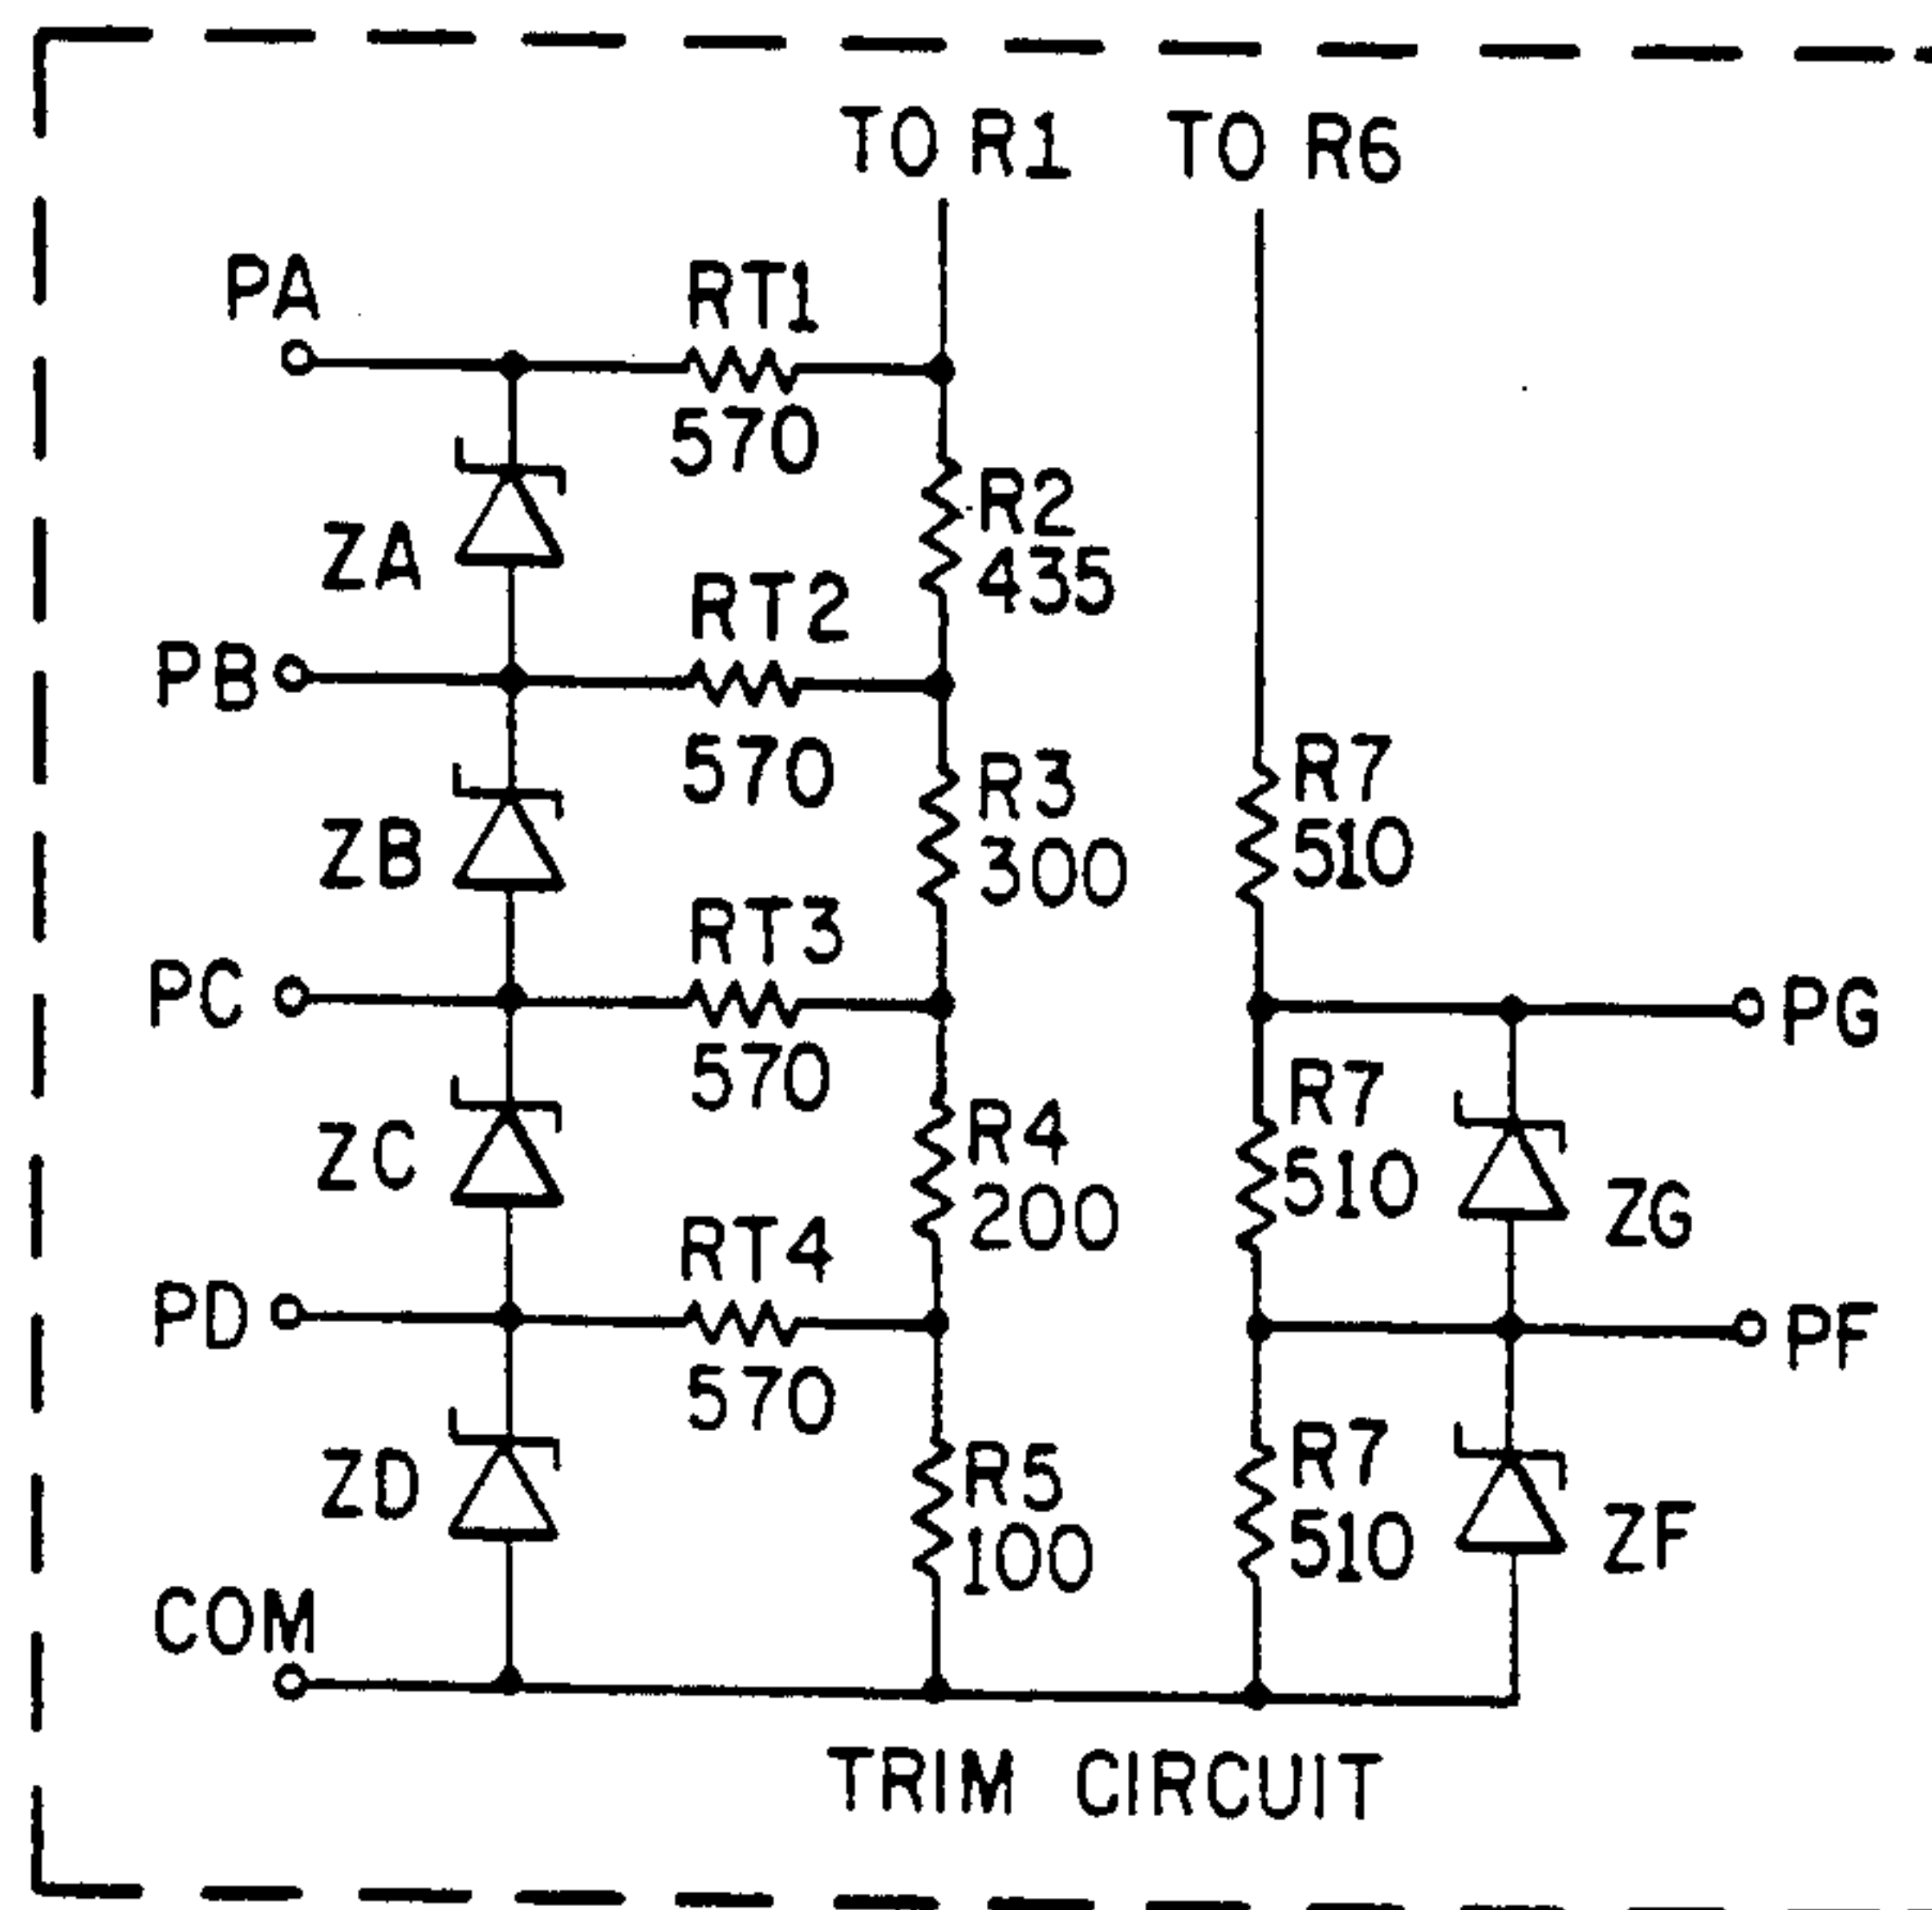 TO R1 TO R6
PA
RT1
570
R2
435
ZA
RT2
PB
570
R3
300
R7
510
ZB
RT3
PC
570
PG
R7
510
R4
200
ZC
ZG
RT4
PD
570
PF
R7
510
R5
100
ZD
ZF
COM
TRIM CIRCUIT